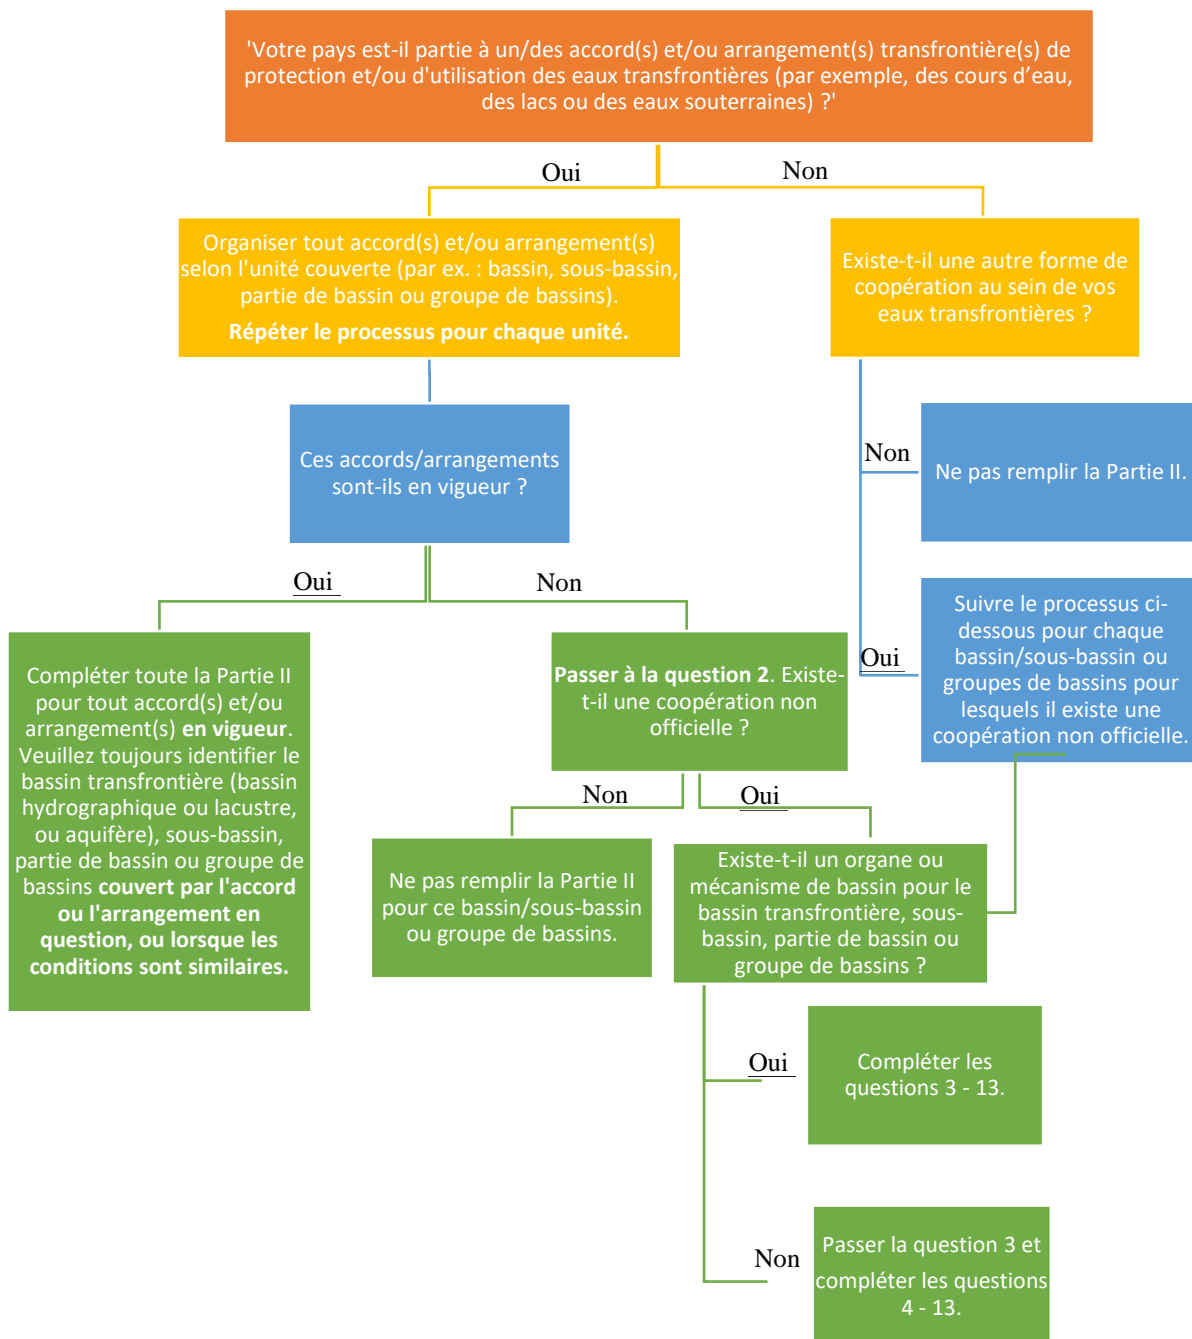 'Votre pays est-il partie à un/des accord(s) et/ou arrangement(s) transfrontière(s) de
protection et/ou d'utilisation des eaux transfrontières (par exemple, des cours d’eau,
des lacs ou des eaux souterraines) ?'
Oui
Non
Organiser tout accord(s) et/ou arrangement(s)
selon l'unité couverte (par ex. : bassin, sous-bassin,
partie de bassin ou groupe de bassins).
Répéter le processus pour chaque unité.
Existe-t-il une autre forme de
coopération au sein de vos
eaux transfrontières ?
Ces accords/arrangements
sont-ils en vigueur ?
Non
Ne pas remplir la Partie II.
Oui
Suivre le processus ci-
dessous pour chaque
bassin/sous-bassin ou
groupes de bassins pour
lesquels il existe une
coopération non officielle.
Oui
Non
Compléter toute la Partie II
pour tout accord(s) et/ou
arrangement(s) en vigueur.
Veuillez toujours identifier le
bassin transfrontière (bassin
hydrographique ou lacustre,
ou aquifère), sous-bassin,
partie de bassin ou groupe de
bassins couvert par l'accord
ou l'arrangement en
question, ou lorsque les
conditions sont similaires.
Passer à la question 2. Existe-
t-il une coopération non
officielle ?
Non
Oui
Ne pas remplir la Partie II
pour ce bassin/sous-bassin
ou groupe de bassins.
Existe-t-il un organe ou
mécanisme de bassin pour le
bassin transfrontière, sous-
bassin, partie de bassin ou
groupe de bassins ?
Oui
Compléter les
questions 3 - 13.
Non
Passer la question 3 et
compléter les questions
4 - 13.